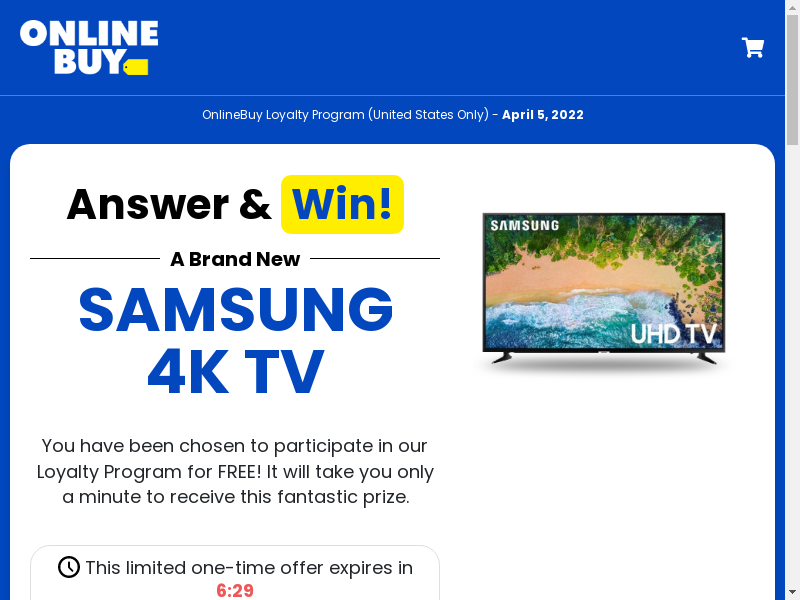 ONLINE
BUY
OnlineBuy Loyalty Program (United States Only) - April 5, 2022
Answer & Win!
A Brand New
SAMSUNG
4K TV
You have been chosen to participate in our
Loyalty Program for FREE! It will take you only
a minute to receive this fantastic prize.
This limited one-time offer expires in
6:29
SAMSUNG
UHD TV